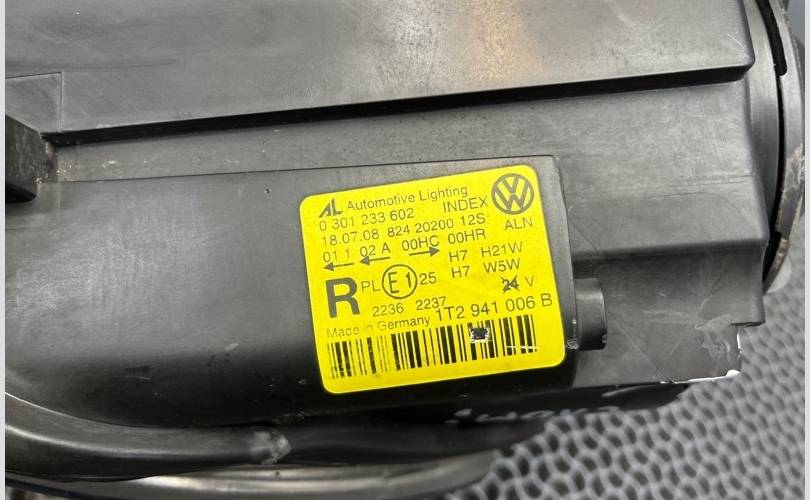 AL Automotive Lighting
0 301 233 602 INDEX
18.07.08 824 20200 12S
ALN
01 1 02 A 00HC 00HR
H7 H21W
R PL E1 25 H7 W5W
24 V
2236 2237
1T2 941 006 B
Made in Germany